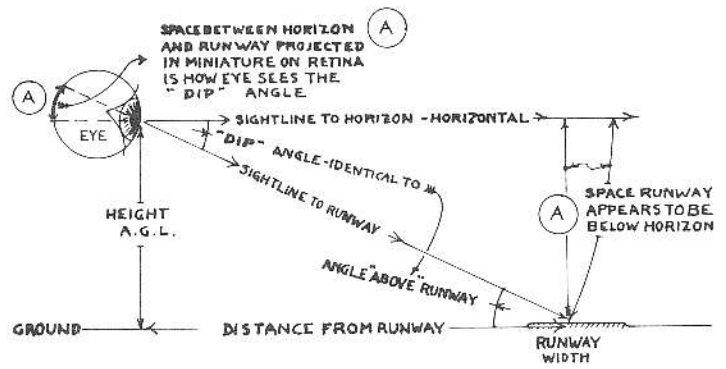 SPACE BETWEEN HORIZON
AND RUNWAY PROJECTED
IN MINIATURE ON RETINA
IS HOW EYE SEES THE
"DIP" ANGLE
A
A
EYE
SIGHTLINE TO HORIZON - HORIZONTAL
"DIP" ANGLE - IDENTICAL TO
SIGHTLINE TO RUNWAY
HEIGHT
A.G.L.
A
SPACE RUNWAY
APPEARS TO BE
BELOW HORIZON
ANGLE "ABOVE" RUNWAY
GROUND
DISTANCE FROM RUNWAY
RUNWAY
WIDTH